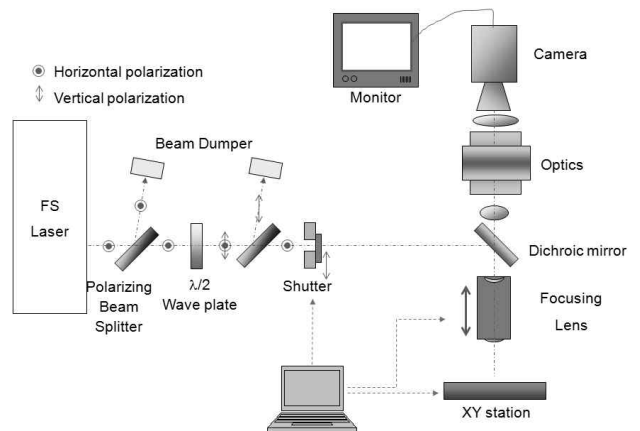 Horizontal polarization
Vertical polarization
Monitor
Camera
Beam Dumper
Optics
FS
Laser
Polarizing
Beam
Splitter
λ/2
Wave plate
Shutter
Dichroic mirror
Focusing
Lens
XY station